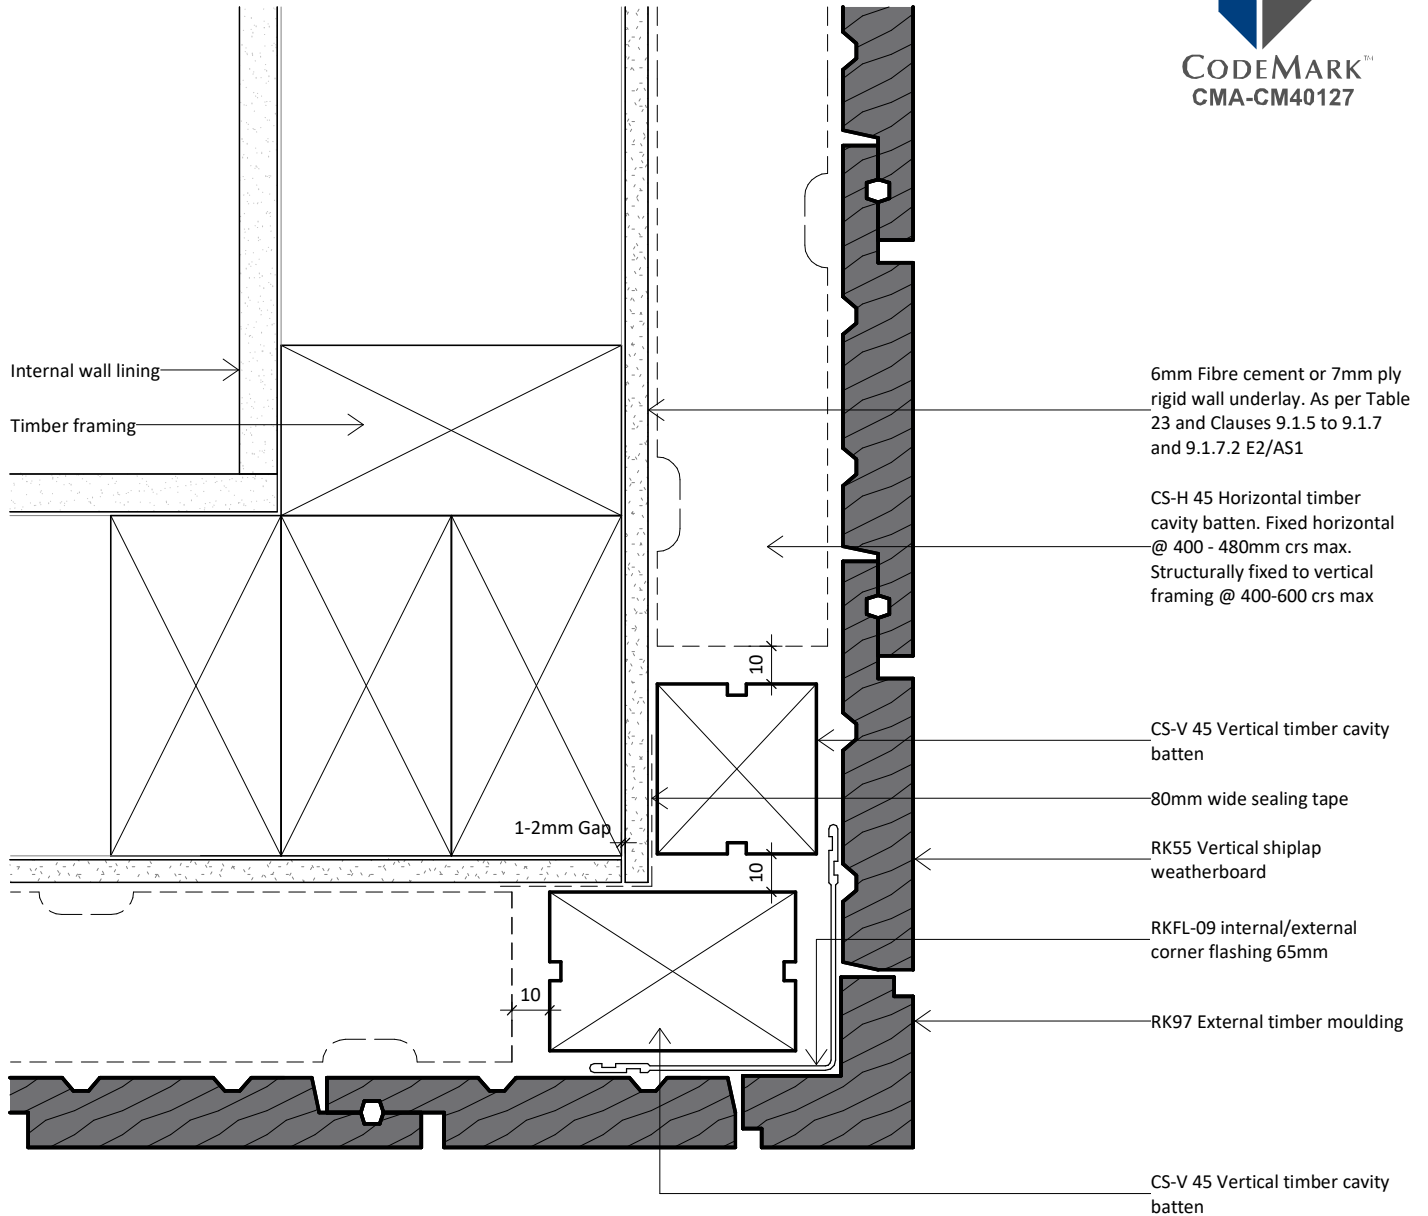 CODEMARK™
CMA-CM40127
Internal wall lining
Timber framing
6mm Fibre cement or 7mm ply
rigid wall underlay. As per Table
23 and Clauses 9.1.5 to 9.1.7
and 9.1.7.2 E2/AS1
CS-H 45 Horizontal timber
cavity batten. Fixed horizontal
@ 400 - 480mm crs max.
Structurally fixed to vertical
framing @ 400-600 crs max
10
CS-V 45 Vertical timber cavity
batten
80mm wide sealing tape
1-2mm Gap
RK55 Vertical shiplap
weatherboard
10
RKFL-09 internal/external
corner flashing 65mm
10
RK97 External timber moulding
CS-V 45 Vertical timber cavity
batten